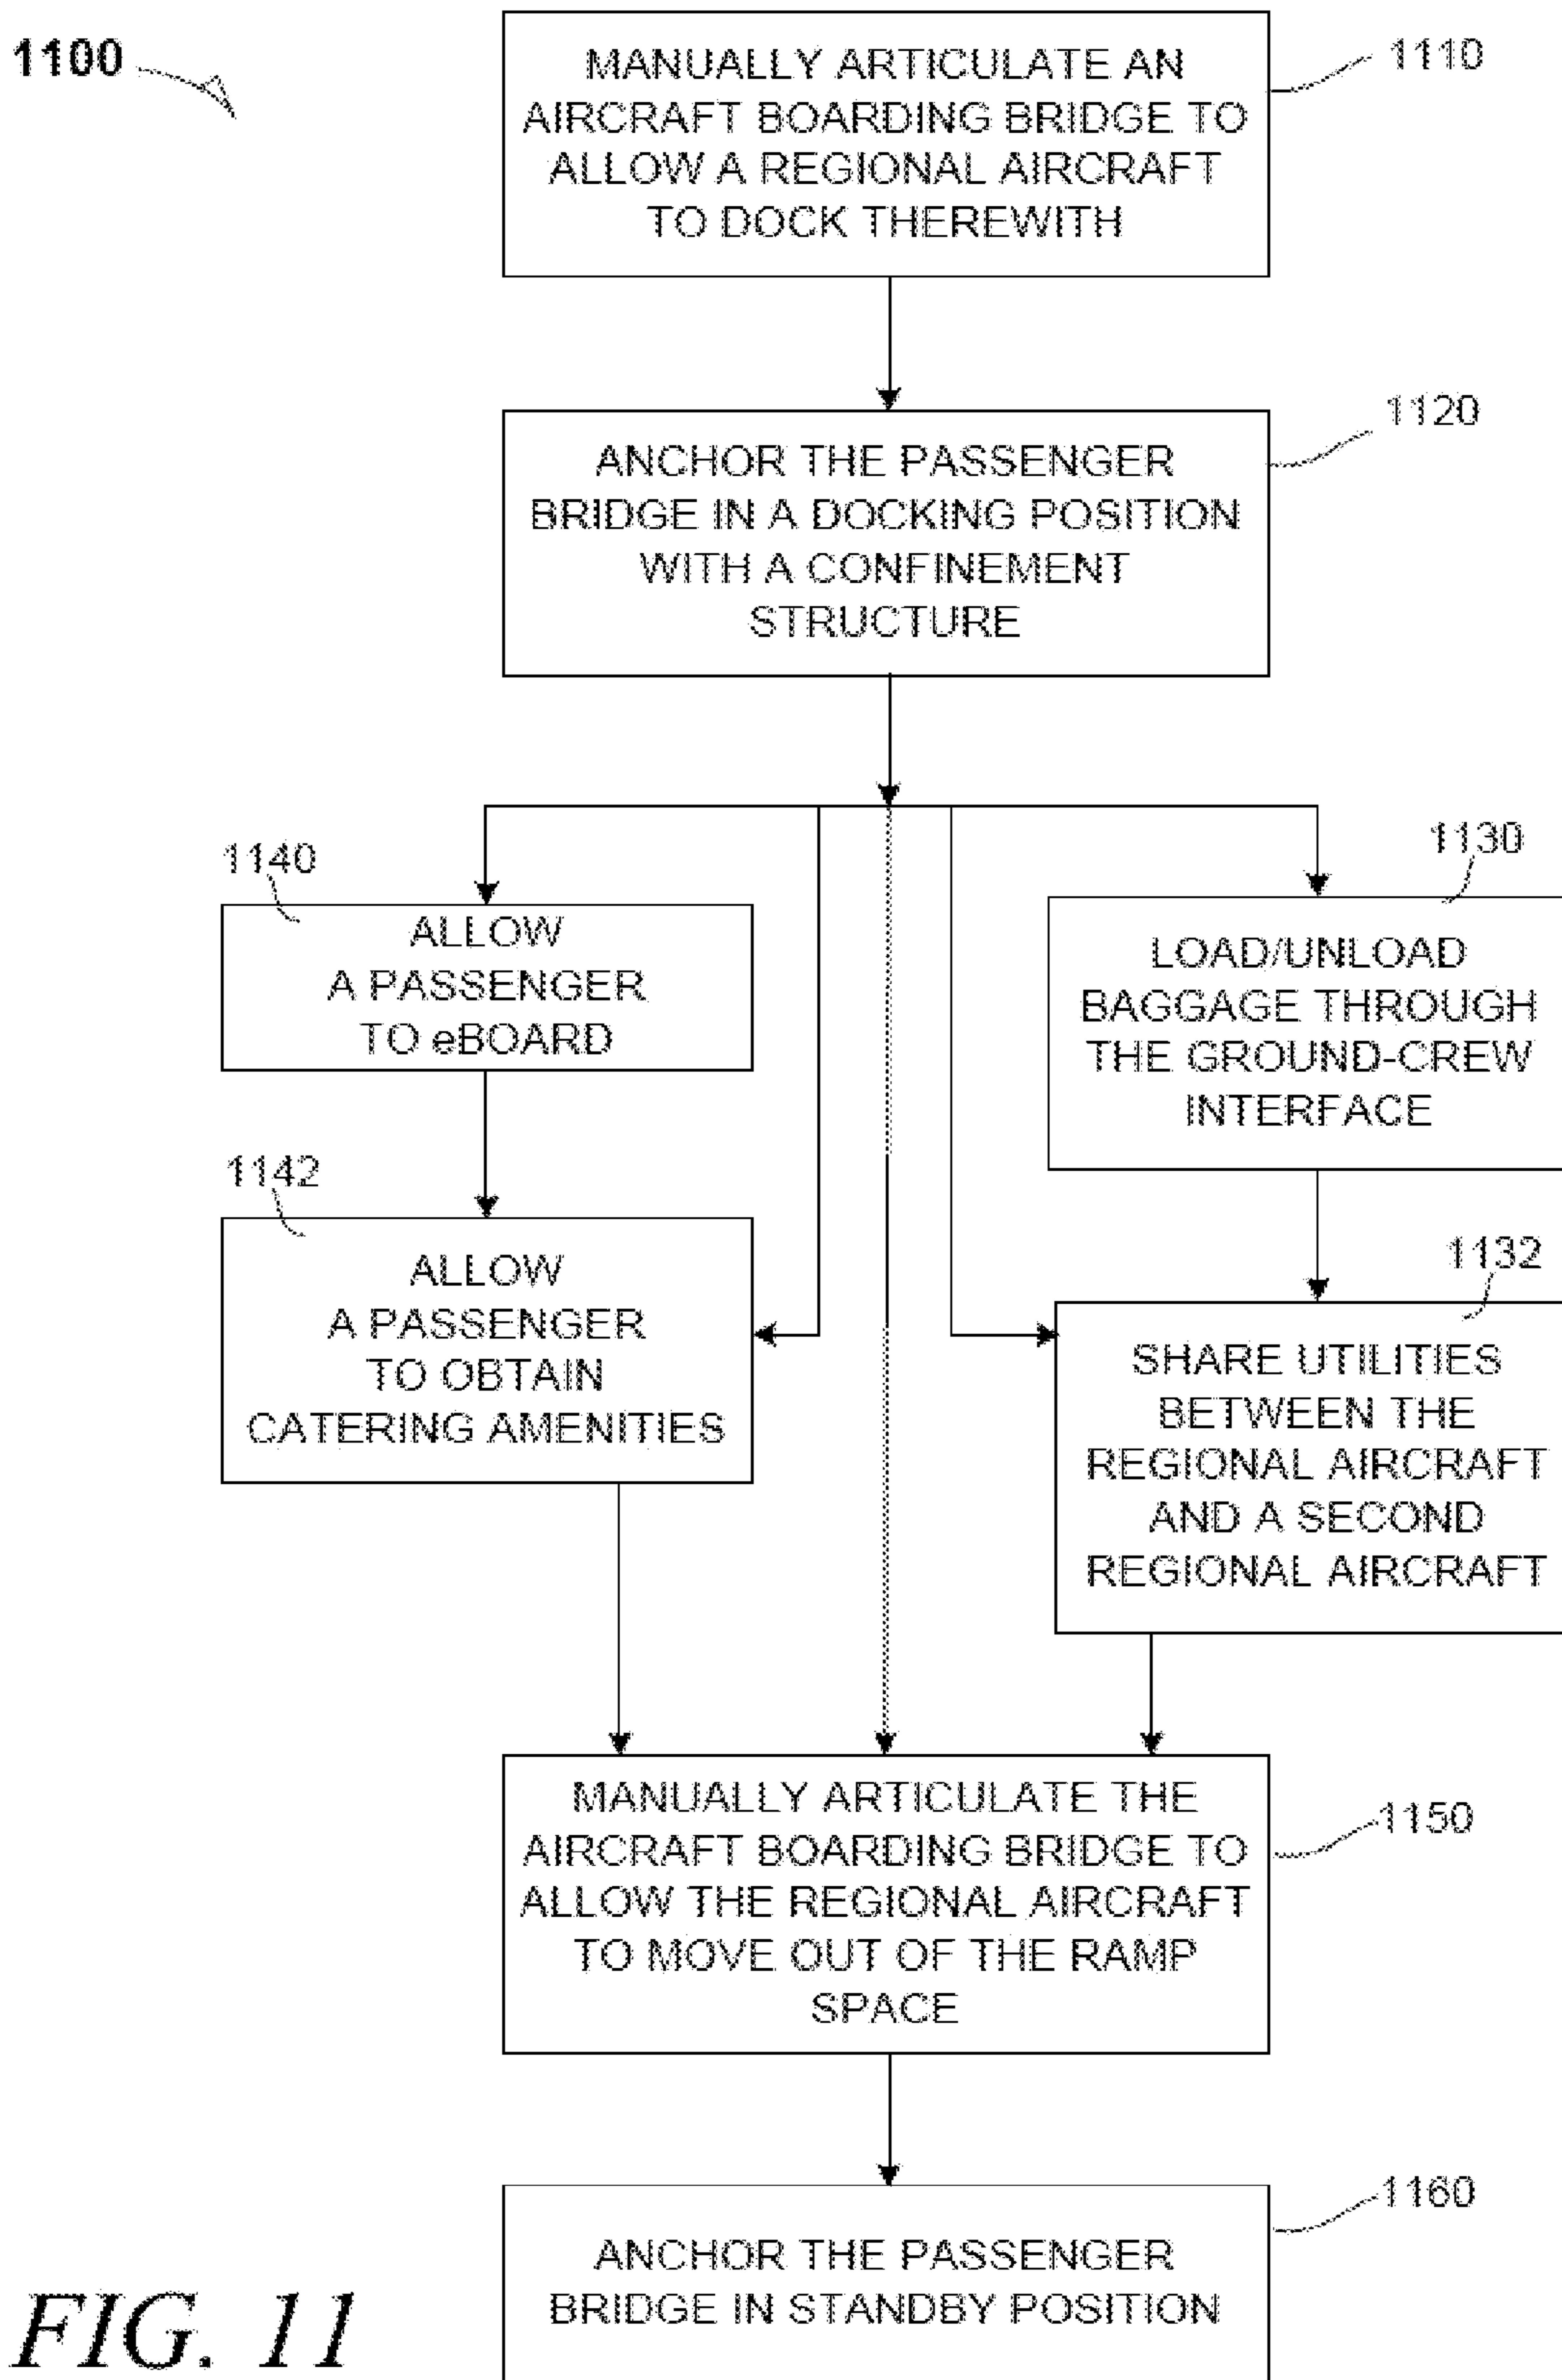 1100
MANUALLY ARTICULATE AN
AIRCRAFT BOARDING BRIDGE TO
ALLOW A REGIONAL AIRCRAFT
TO DOCK THEREWITH
1110
ANCHOR THE PASSENGER
BRIDGE IN A DOCKING POSITION
WITH A CONFINEMENT
STRUCTURE
1120
1140
ALLOW
A PASSENGER
TO eBOARD
1130
LOAD/UNLOAD
BAGGAGE THROUGH
THE GROUND-CREW
INTERFACE
1142
ALLOW
A PASSENGER
TO OBTAIN
CATERING AMENITIES
1132
SHARE UTILITIES
BETWEEN THE
REGIONAL AIRCRAFT
AND A SECOND
REGIONAL AIRCRAFT
MANUALLY ARTICULATE THE
AIRCRAFT BOARDING BRIDGE TO
ALLOW THE REGIONAL AIRCRAFT
TO MOVE OUT OF THE RAMP
SPACE
1150
ANCHOR THE PASSENGER
BRIDGE IN STANDBY POSITION
1160
FIG. 11